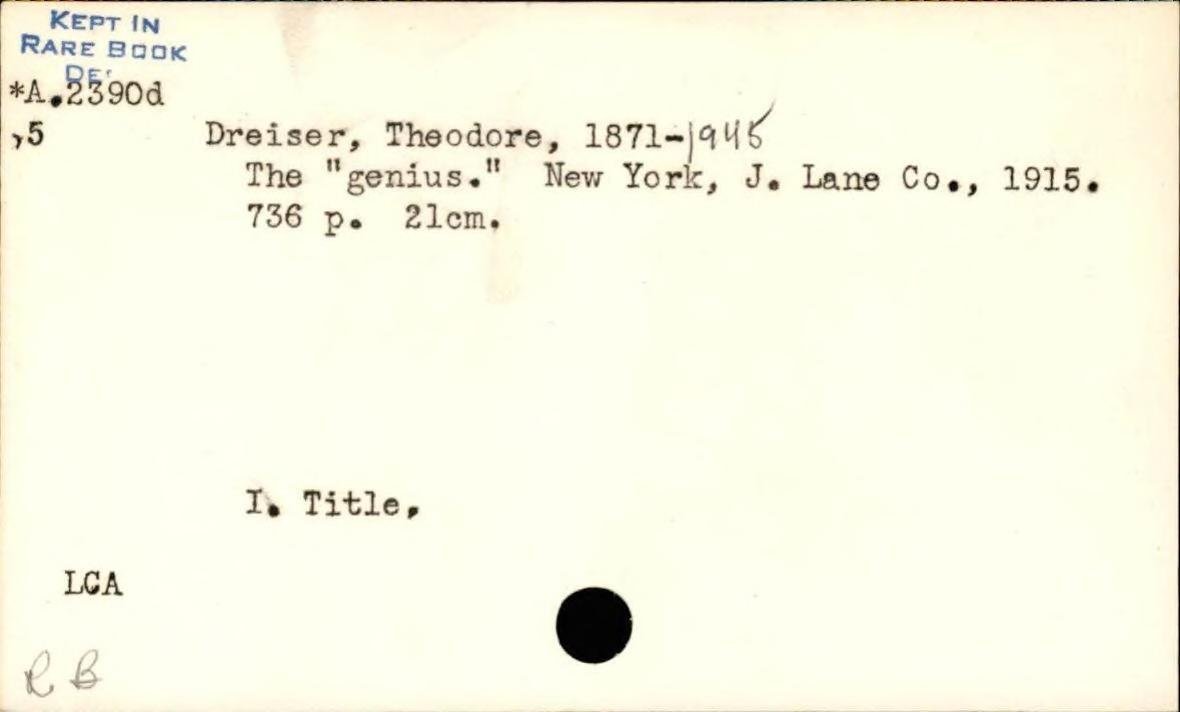 KEPT IN
RARE BOOK
*A.2390d
,5 Dreiser, Theodore, 1871-1945
The "genius." New York, J. Lane Co., 1915.
736 p. 21cm.
I. Title.
LCA
R B